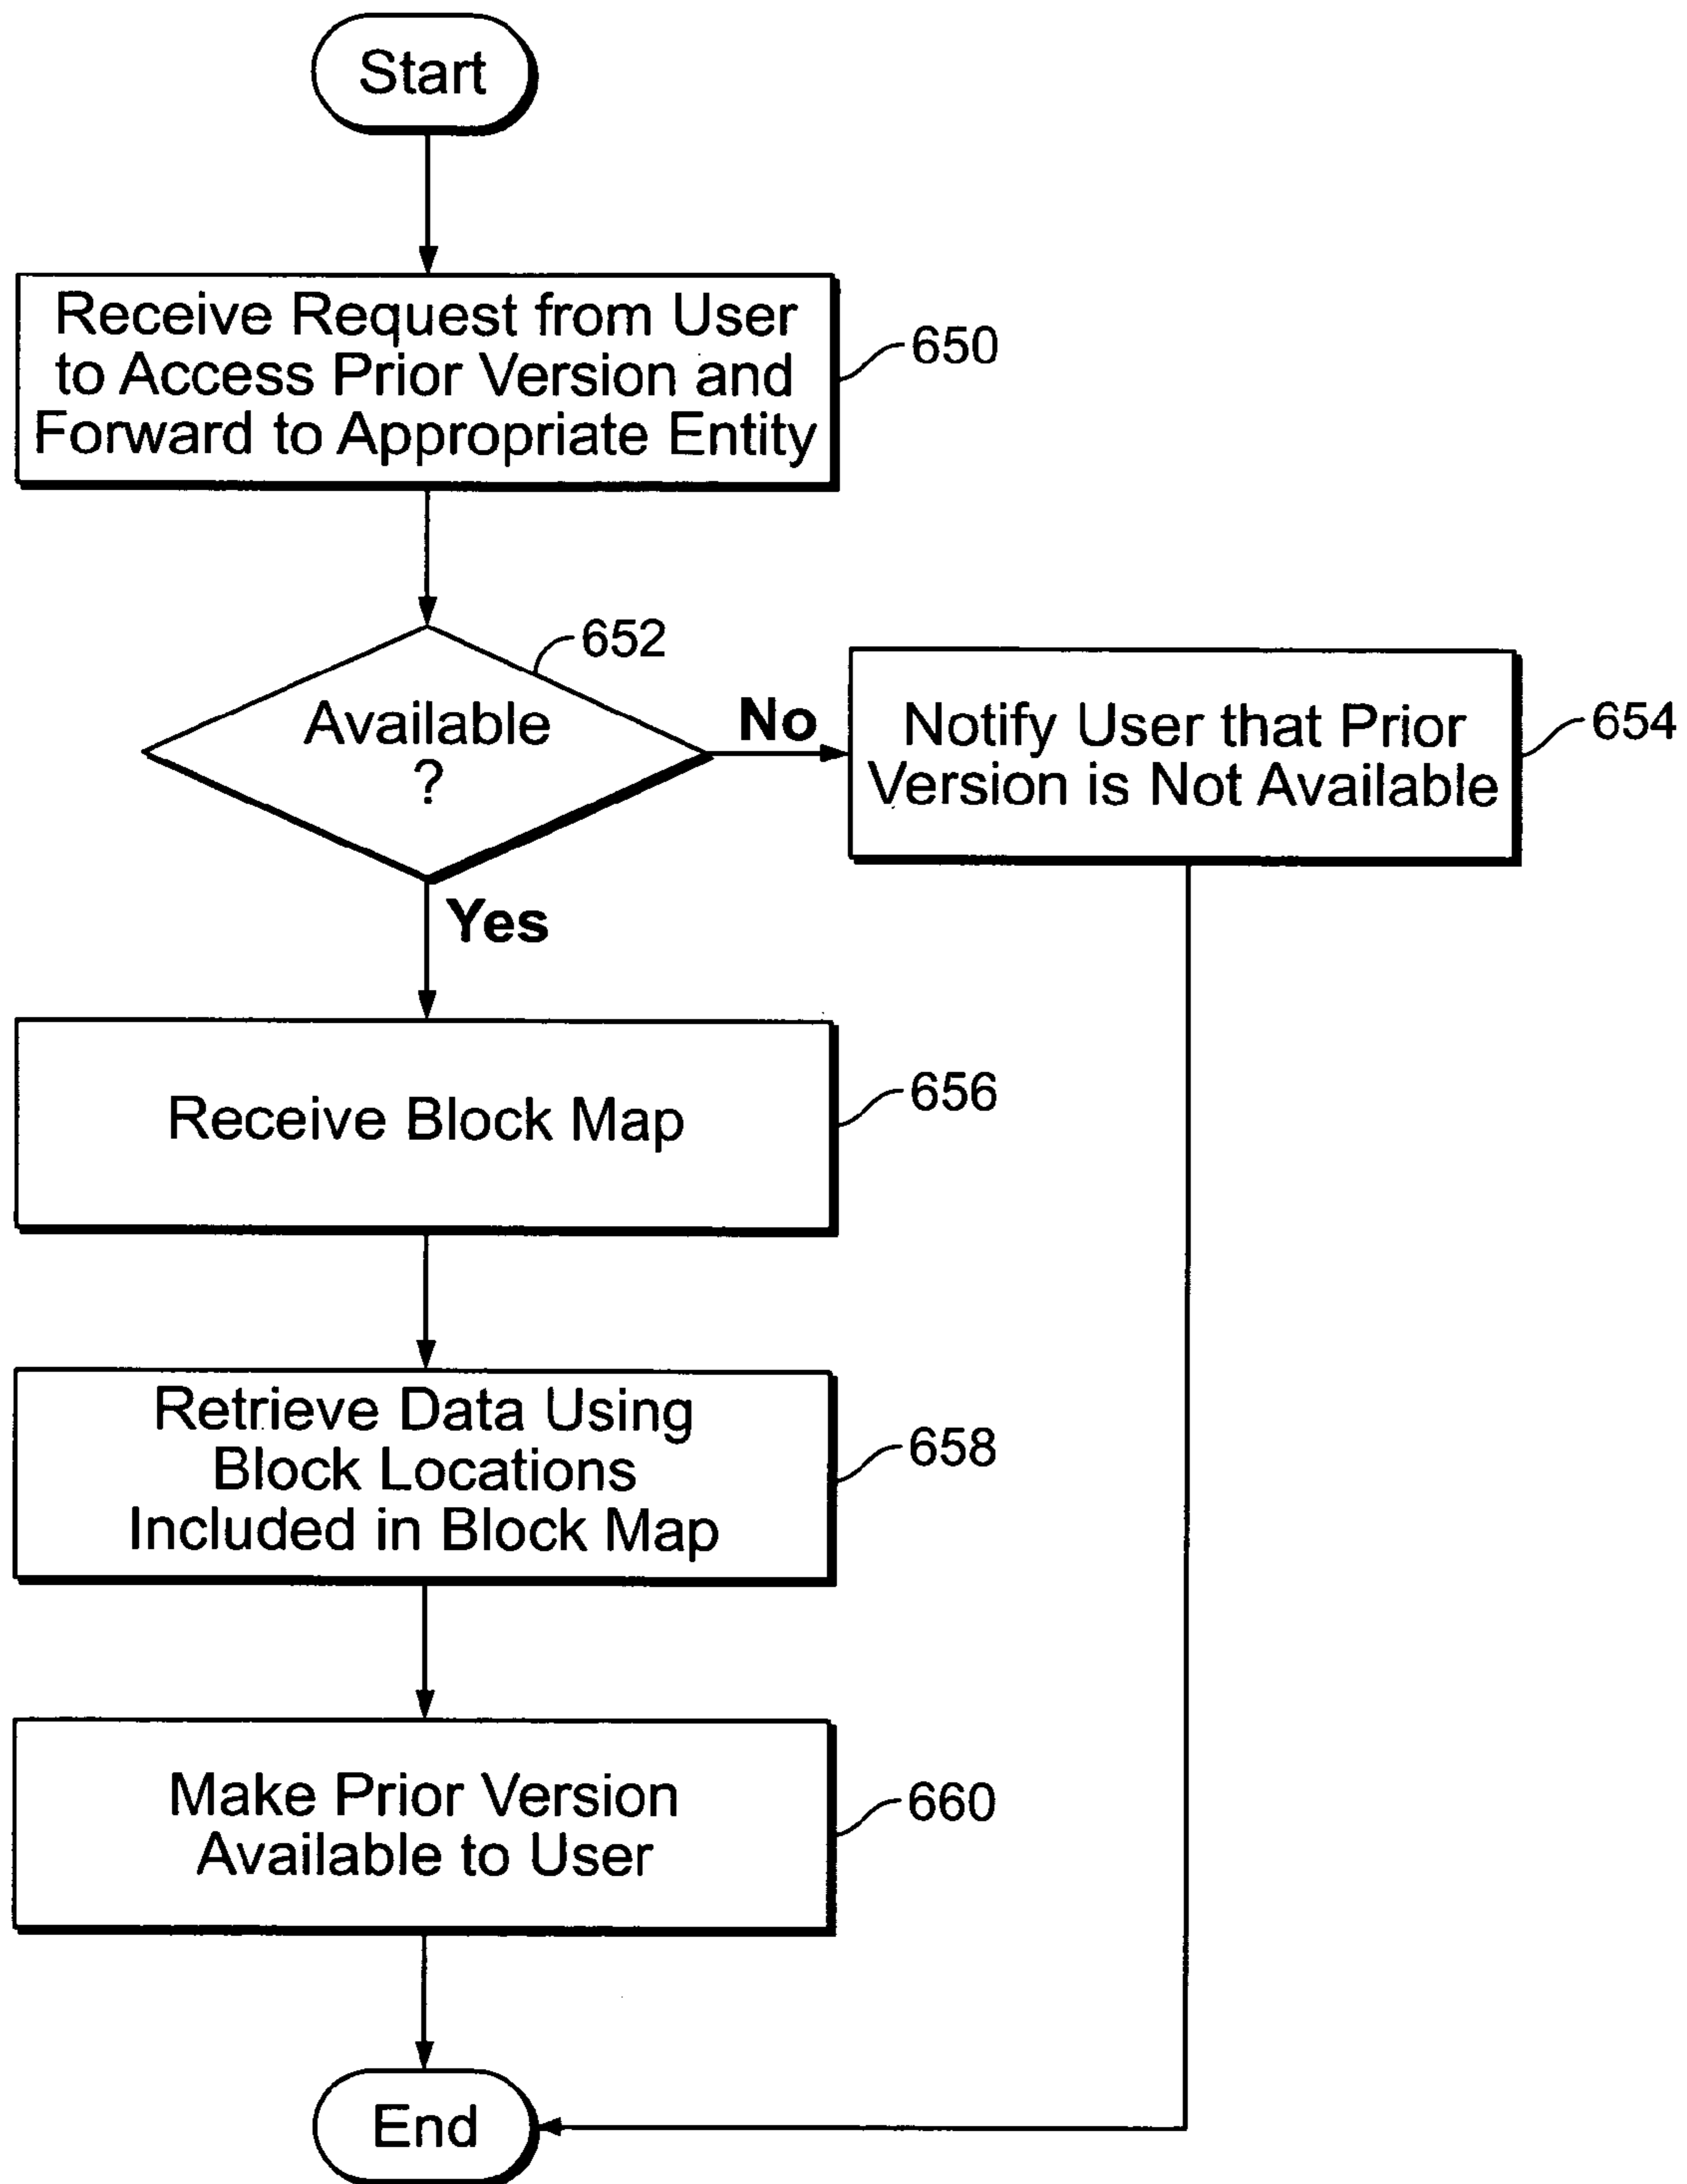 Start
Receive Request from User
to Access Prior Version and
Forward to Appropriate Entity
650
652
Available
?
No
Notify User that Prior
Version is Not Available
654
Yes
Receive Block Map
656
Retrieve Data Using
Block Locations
Included in Block Map
658
Make Prior Version
Available to User
660
End